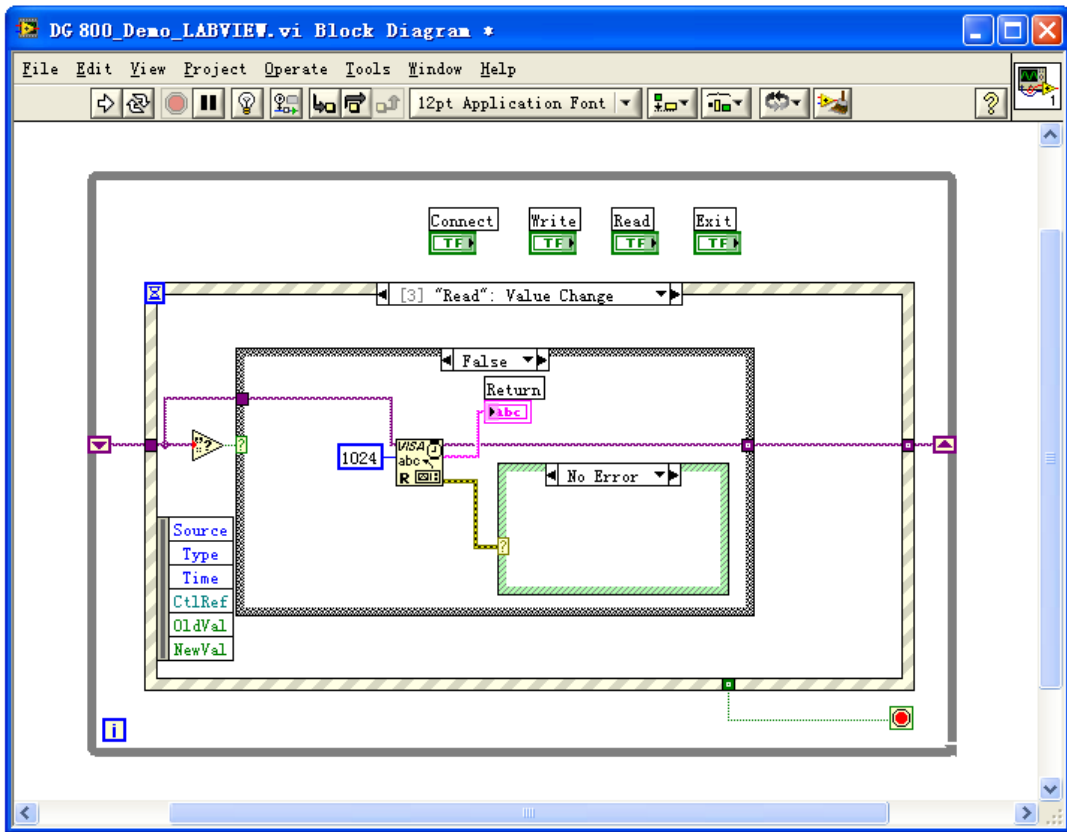 DG 800_Demo_LABVIEW.vi Block Diagram *
File Edit View Project Operate Tools Window Help
12pt Application Font
1
Connect Write Read Exit
TF TF TF TF
[3] "Read": Value Change
False
Return
abc
"?
?
1024
VISA
abc
R
No Error
?
Source
Type
Time
CtlRef
OldVal
NewVal
i